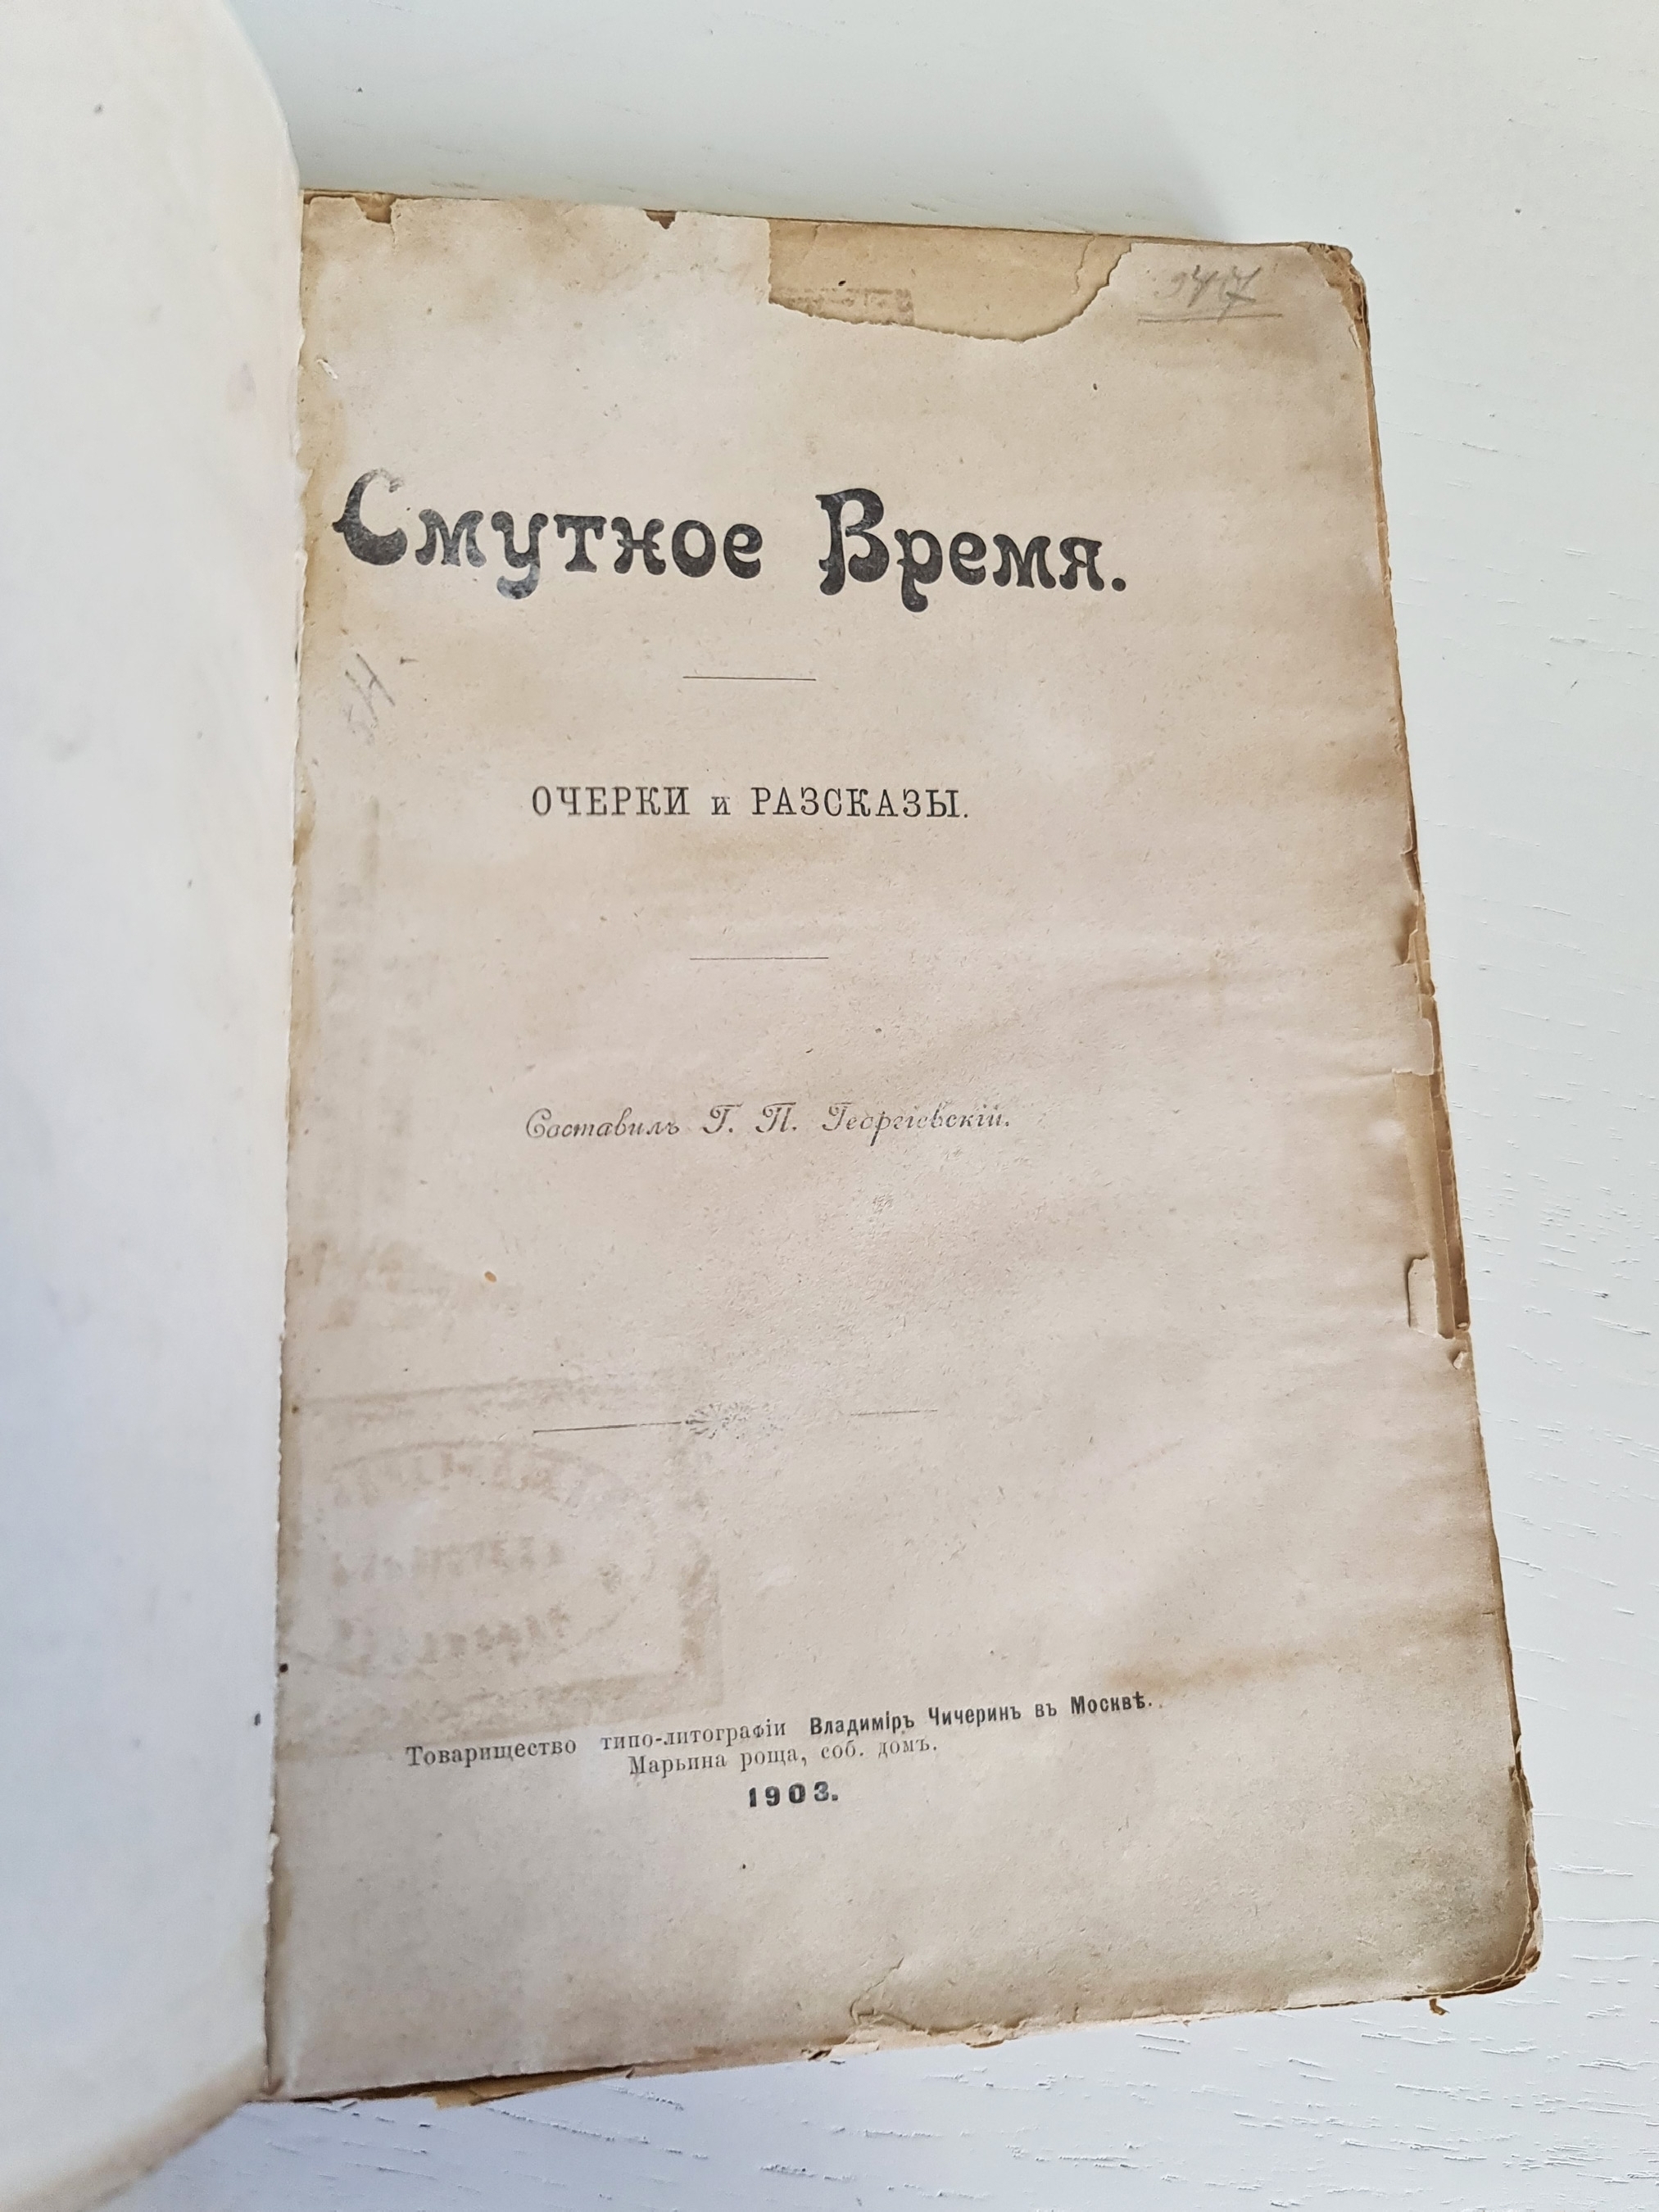 Смутное Время.
ОЧЕРКИ и РАЗСКАЗЫ.
Составилъ Г. П. Георгіевскій.
Товарищество типо-литографіи Владиміръ Чичеринъ въ Москвѣ.
Марьина роща, соб. домъ.
1903.